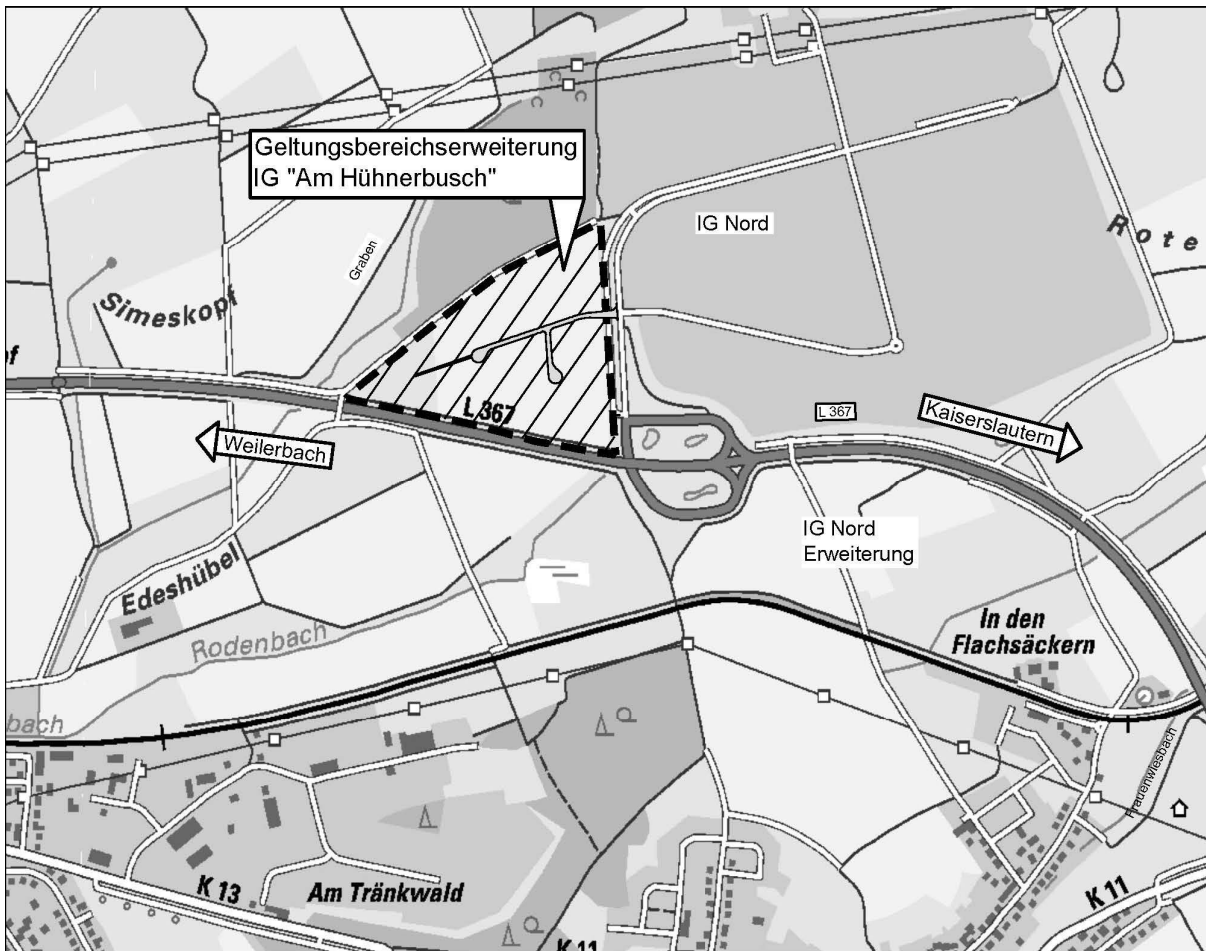 Geltungsbereichserweiterung
IG "Am Hühnerbusch"
IG Nord
Rote
Graben
Simeskopf
of
L 367
L 367
Kaiserslautern
Weilerbach
IG Nord
Erweiterung
Edeshübel
Rodenbach
In den
Flachsäckern
bach
Frauenwiesbach
K 13
Am Tränkwald
K 11
K 11